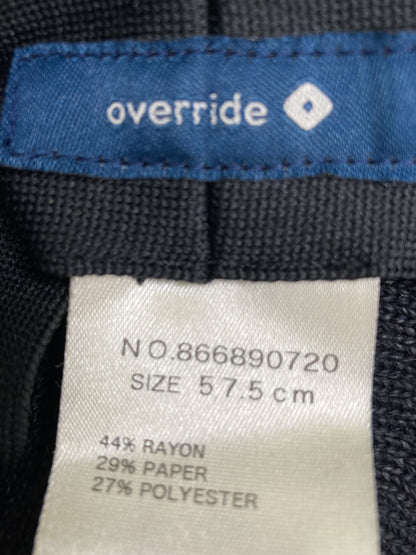 override
NO.866890720
SIZE 57.5cm
44% RAYON
29% PAPER
27% POLYESTER